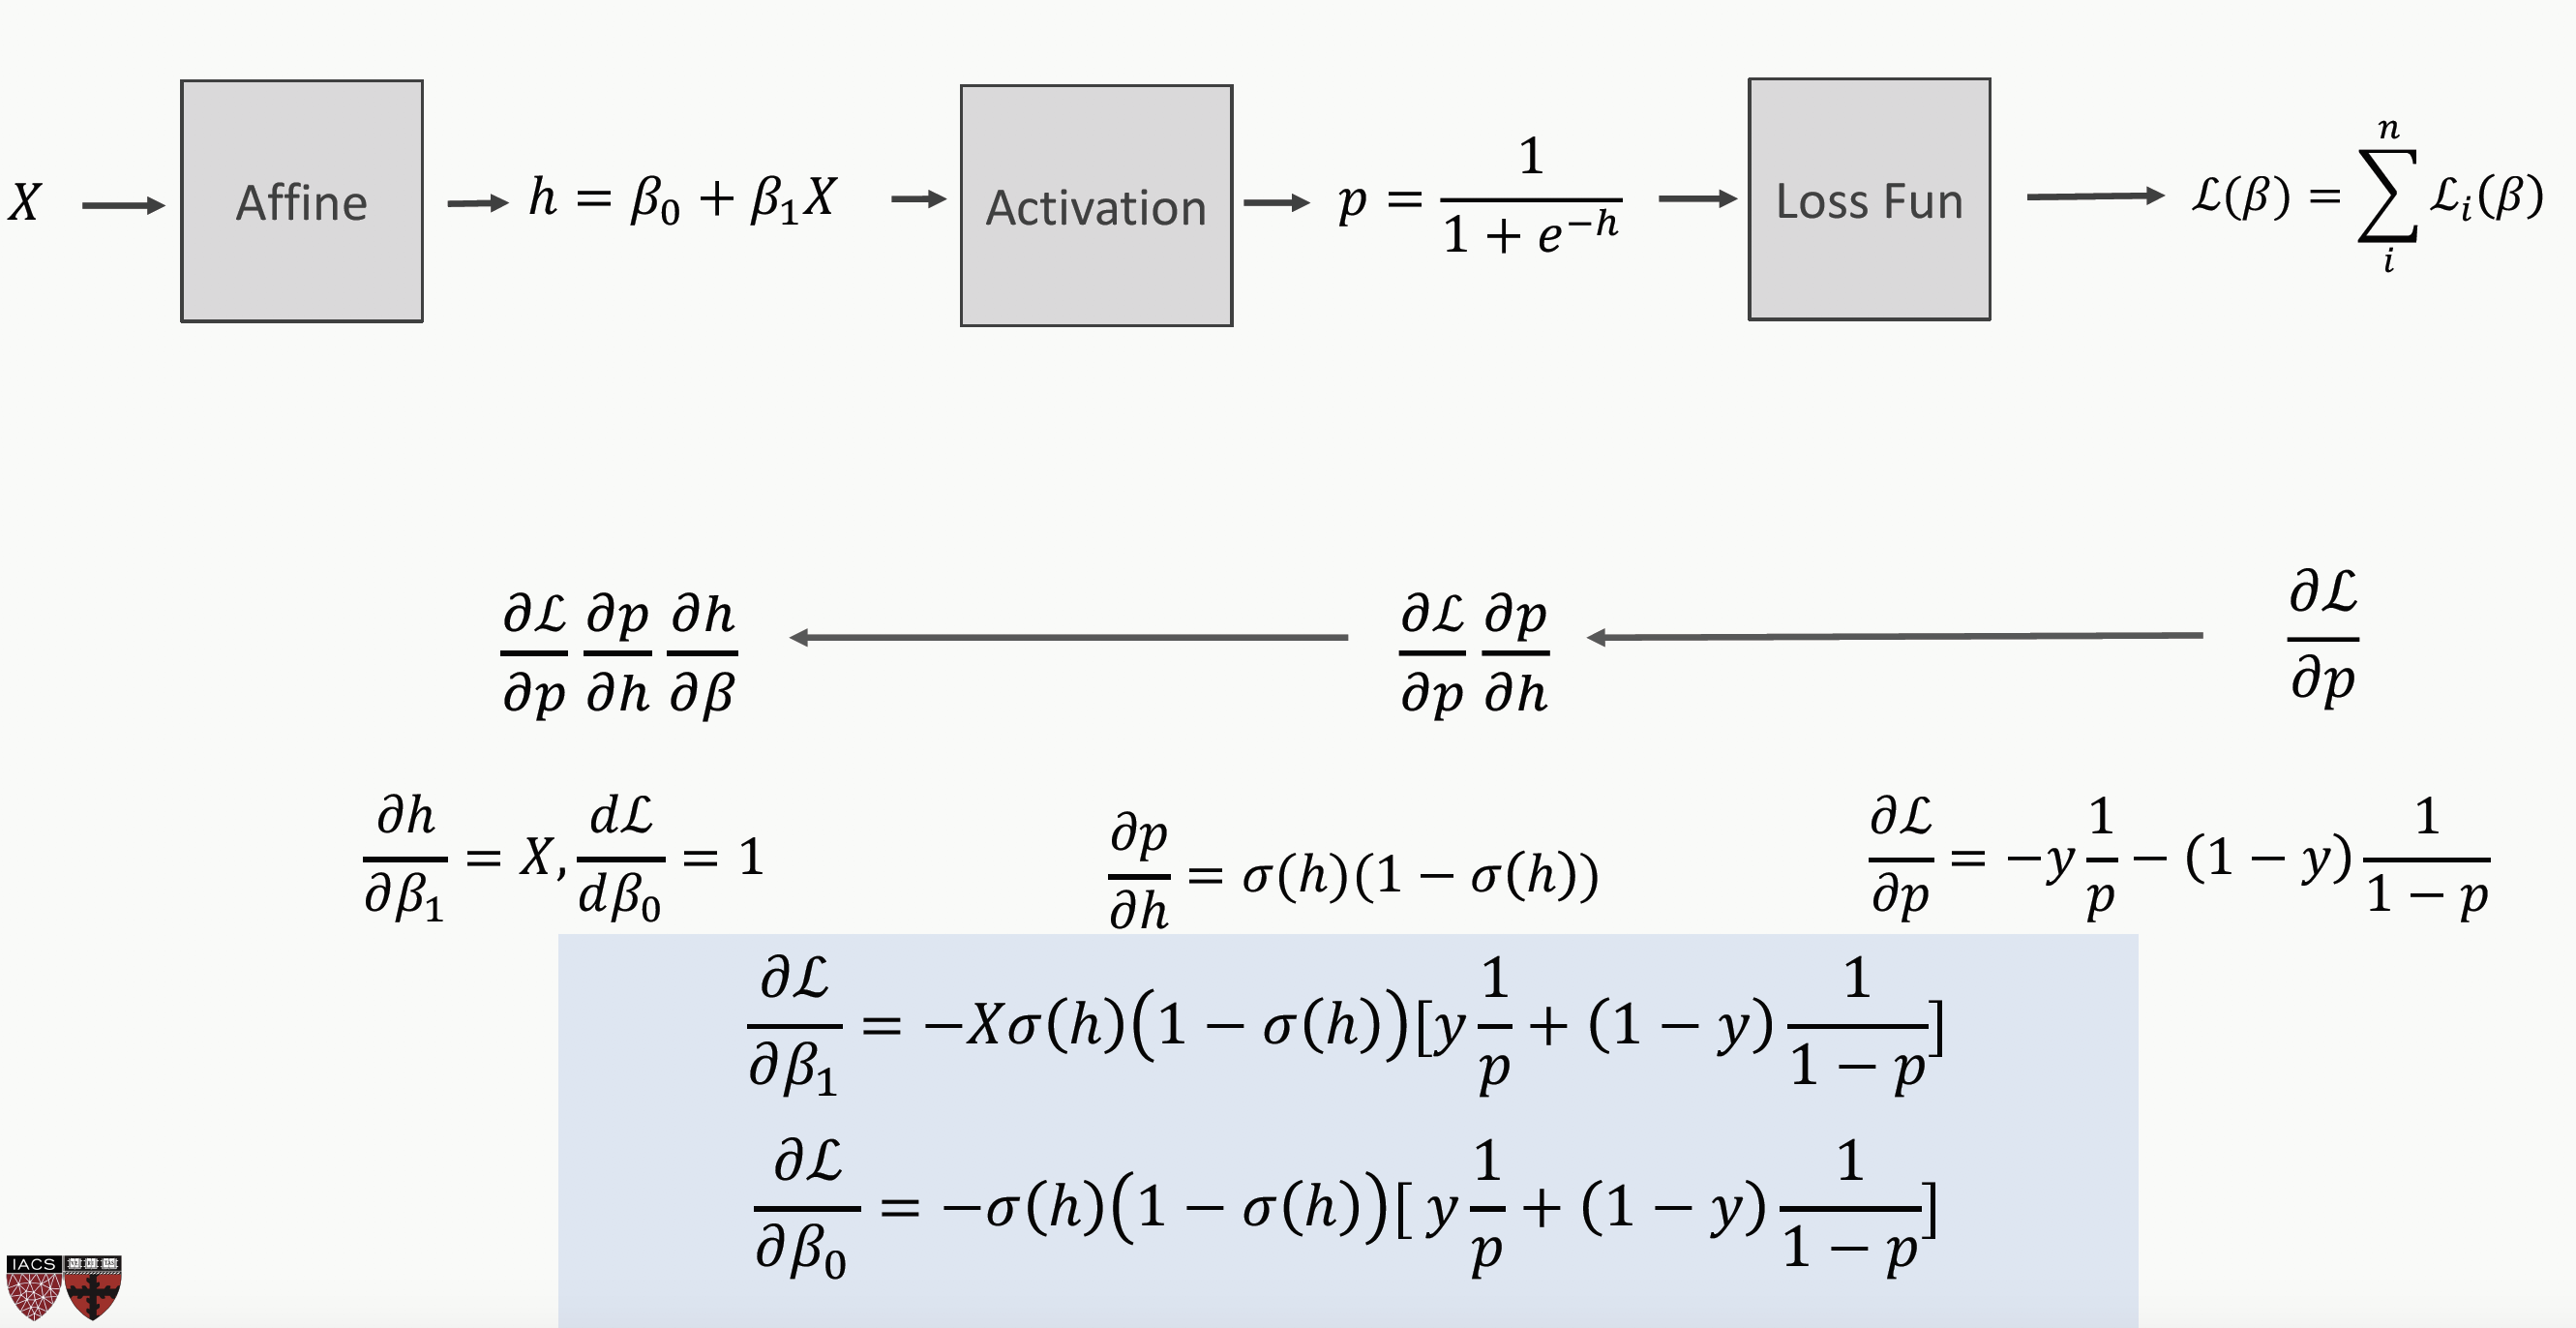 X → Affine → h = β₀ + β₁X → Activation → p = 1 / (1 + e^{−h}) → Loss Fun → ℒ(β) = ∑_i^n ℒᵢ(β)
∂ℒ/∂p ∂p/∂h ∂h/∂β ← ∂ℒ/∂p ∂p/∂h ← ∂ℒ/∂p
∂h/∂β₁ = X, dℒ/dβ₀ = 1
∂p/∂h = σ(h)(1 − σ(h))
∂ℒ/∂p = −y 1/p − (1 − y) 1/(1 − p)
∂ℒ/∂β₁ = −Xσ(h)(1 − σ(h))[y 1/p + (1 − y) 1/(1 − p)]
∂ℒ/∂β₀ = −σ(h)(1 − σ(h))[ y 1/p + (1 − y) 1/(1 − p)]
IACS